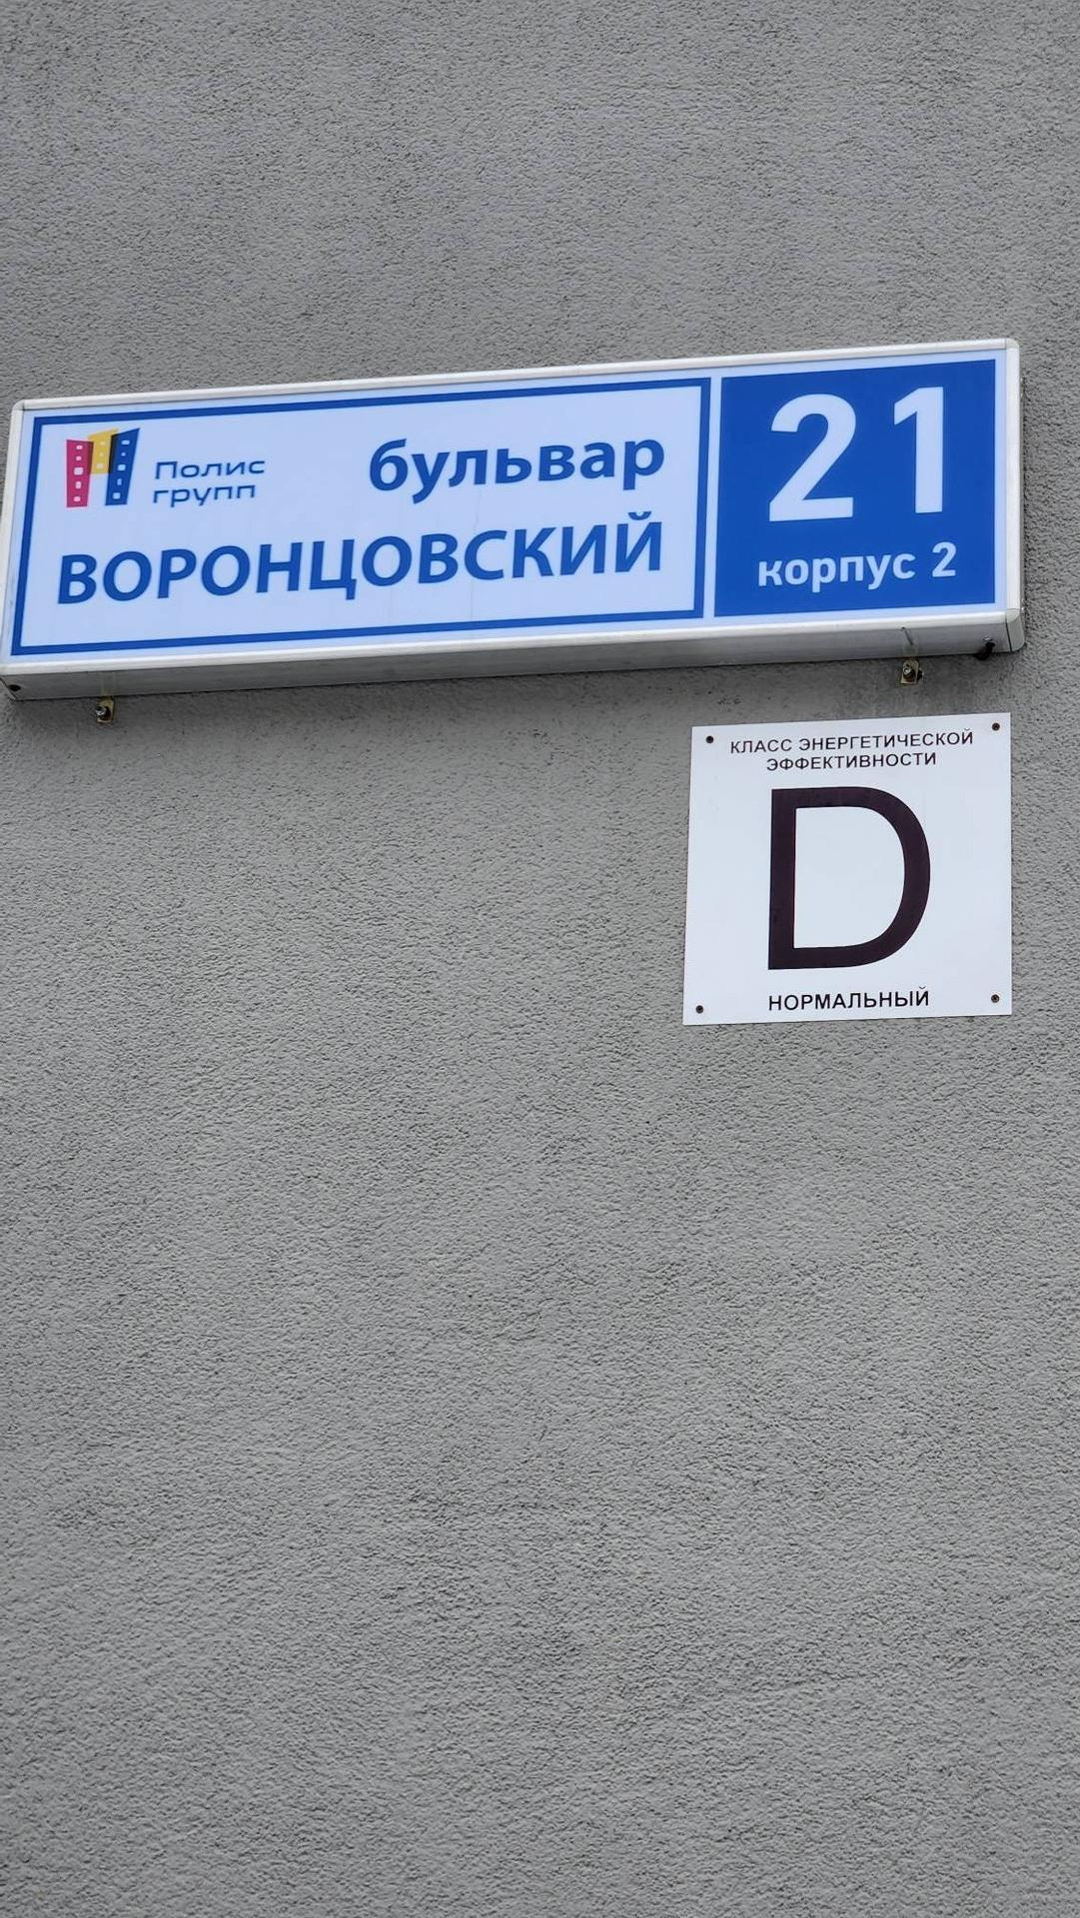 Полис
групп
бульвар
ВОРОНЦОВСКИЙ
21
корпус 2
КЛАСС ЭНЕРГЕТИЧЕСКОЙ
ЭФФЕКТИВНОСТИ
D
НОРМАЛЬНЫЙ